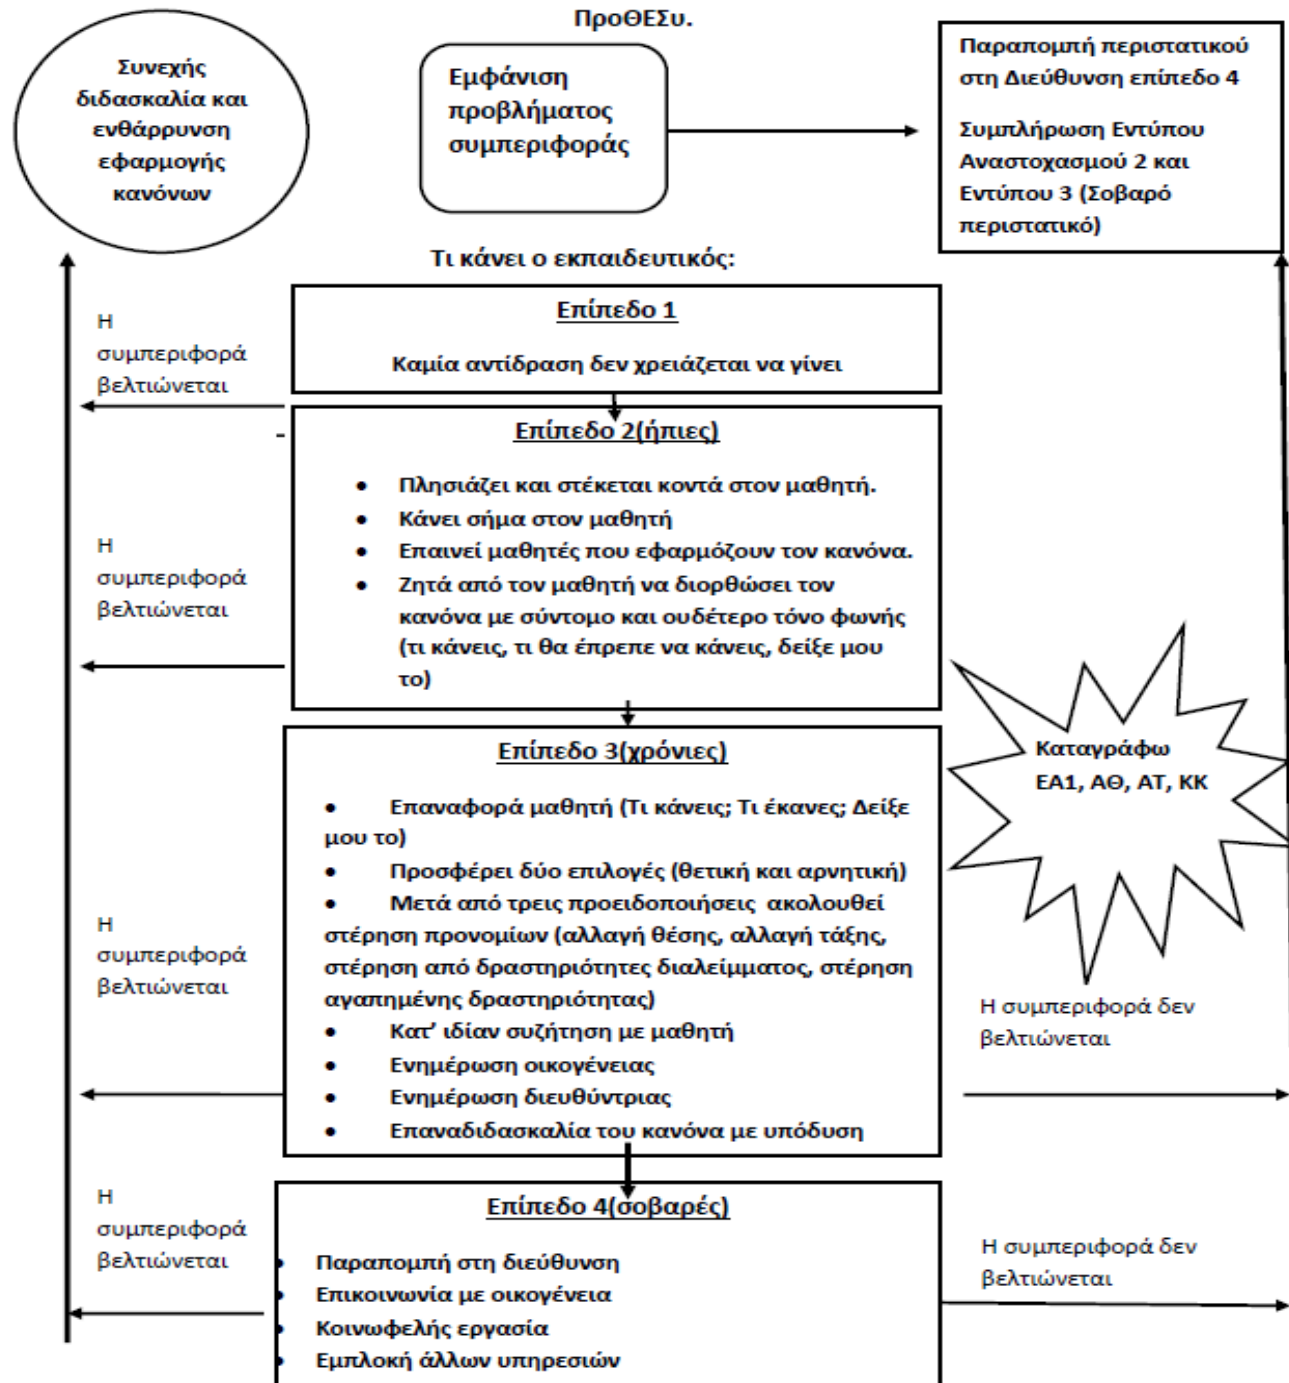 ΠροΘΕΣυ.
Συνεχής
διδασκαλία και
ενθάρρυνση
εφαρμογής
κανόνων
Εμφάνιση
προβλήματος
συμπεριφοράς
Παραπομπή περιστατικού
στη Διεύθυνση επίπεδο 4
Συμπλήρωση Εντύπου
Αναστοχασμού 2 και
Εντύπου 3 (Σοβαρό
περιστατικό)
Τι κάνει ο εκπαιδευτικός:
Επίπεδο 1
Καμία αντίδραση δεν χρειάζεται να γίνει
Η
συμπεριφορά
βελτιώνεται
Επίπεδο 2(ήπιες)
• Πλησιάζει και στέκεται κοντά στον μαθητή.
• Κάνει σήμα στον μαθητή
• Επαινεί μαθητές που εφαρμόζουν τον κανόνα.
• Ζητά από τον μαθητή να διορθώσει τον
κανόνα με σύντομο και ουδέτερο τόνο φωνής
(τι κάνεις, τι θα έπρεπε να κάνεις, δείξε μου
το)
Η
συμπεριφορά
βελτιώνεται
Καταγράφω
ΕΑ1, ΑΘ, ΑΤ, ΚΚ
Επίπεδο 3(χρόνιες)
• Επαναφορά μαθητή (Τι κάνεις; Τι έκανες; Δείξε
μου το)
• Προσφέρει δύο επιλογές (θετική και αρνητική)
• Μετά από τρεις προειδοποιήσεις ακολουθεί
στέρηση προνομίων (αλλαγή θέσης, αλλαγή τάξης,
στέρηση από δραστηριότητες διαλείμματος, στέρηση
αγαπημένης δραστηριότητας)
• Κατ’ ιδίαν συζήτηση με μαθητή
• Ενημέρωση οικογένειας
• Ενημέρωση διευθύντριας
• Επαναδιδασκαλία του κανόνα με υπόδυση
Η
συμπεριφορά
βελτιώνεται
Η συμπεριφορά δεν
βελτιώνεται
Επίπεδο 4(σοβαρές)
• Παραπομπή στη διεύθυνση
• Επικοινωνία με οικογένεια
• Κοινωφελής εργασία
• Εμπλοκή άλλων υπηρεσιών
Η
συμπεριφορά
βελτιώνεται
Η συμπεριφορά δεν
βελτιώνεται